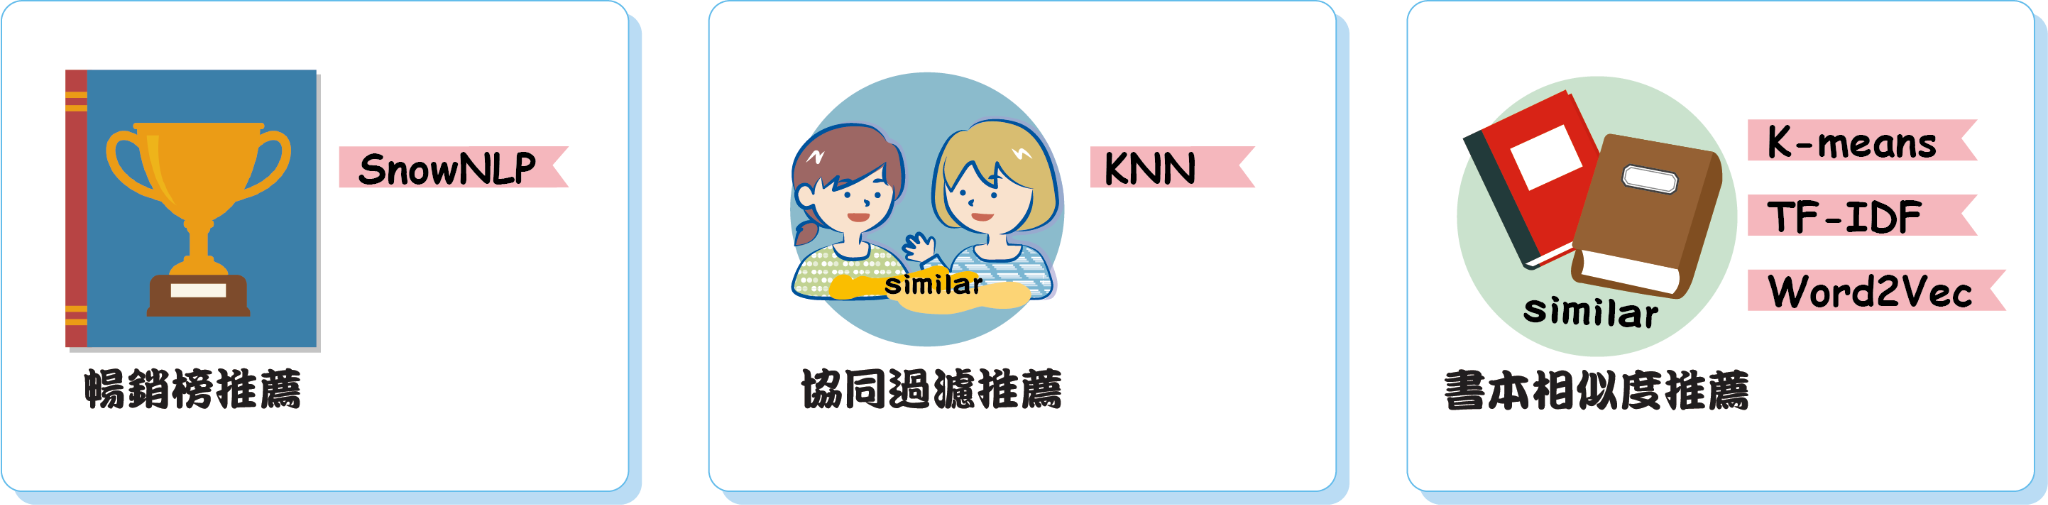 SnowNLP
暢銷榜推薦
KNN
similar
協同過濾推薦
K-means
TF-IDF
Word2Vec
similar
書本相似度推薦